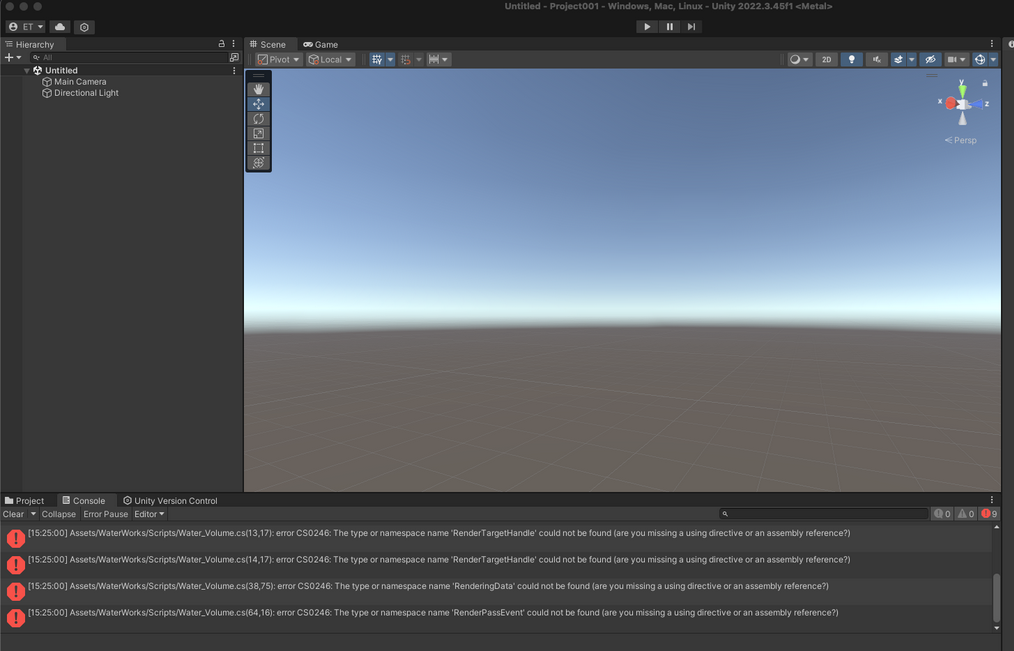 Untitled - Project001 - Windows, Mac, Linux - Unity 2022.3.45f1 <Metal>
ET
Hierarchy
Scene
Game
All
Pivot
Local
2D
Untitled
Main Camera
Directional Light
y
x
z
Persp
Project
Console
Unity Version Control
Clear
Collapse
Error Pause
Editor
0
0
9
[15:25:00] Assets/WaterWorks/Scripts/Water_Volume.cs(13,17): error CS0246: The type or namespace name 'RenderTargetHandle' could not be found (are you missing a using directive or an assembly reference?)
[15:25:00] Assets/WaterWorks/Scripts/Water_Volume.cs(14,17): error CS0246: The type or namespace name 'RenderTargetHandle' could not be found (are you missing a using directive or an assembly reference?)
[15:25:00] Assets/WaterWorks/Scripts/Water_Volume.cs(38,75): error CS0246: The type or namespace name 'RenderingData' could not be found (are you missing a using directive or an assembly reference?)
[15:25:00] Assets/WaterWorks/Scripts/Water_Volume.cs(64,16): error CS0246: The type or namespace name 'RenderPassEvent' could not be found (are you missing a using directive or an assembly reference?)